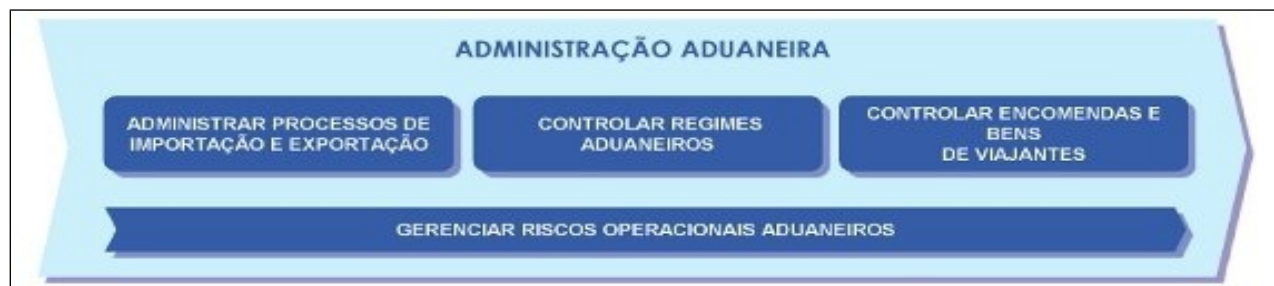 ADMINISTRAÇÃO ADUANEIRA
ADMINISTRAR PROCESSOS DE
IMPORTAÇÃO E EXPORTAÇÃO
CONTROLAR REGIMES
ADUANEIROS
CONTROLAR ENCOMENDAS E
BENS
DE VIAJANTES
GERENCIAR RISCOS OPERACIONAIS ADUANEIROS